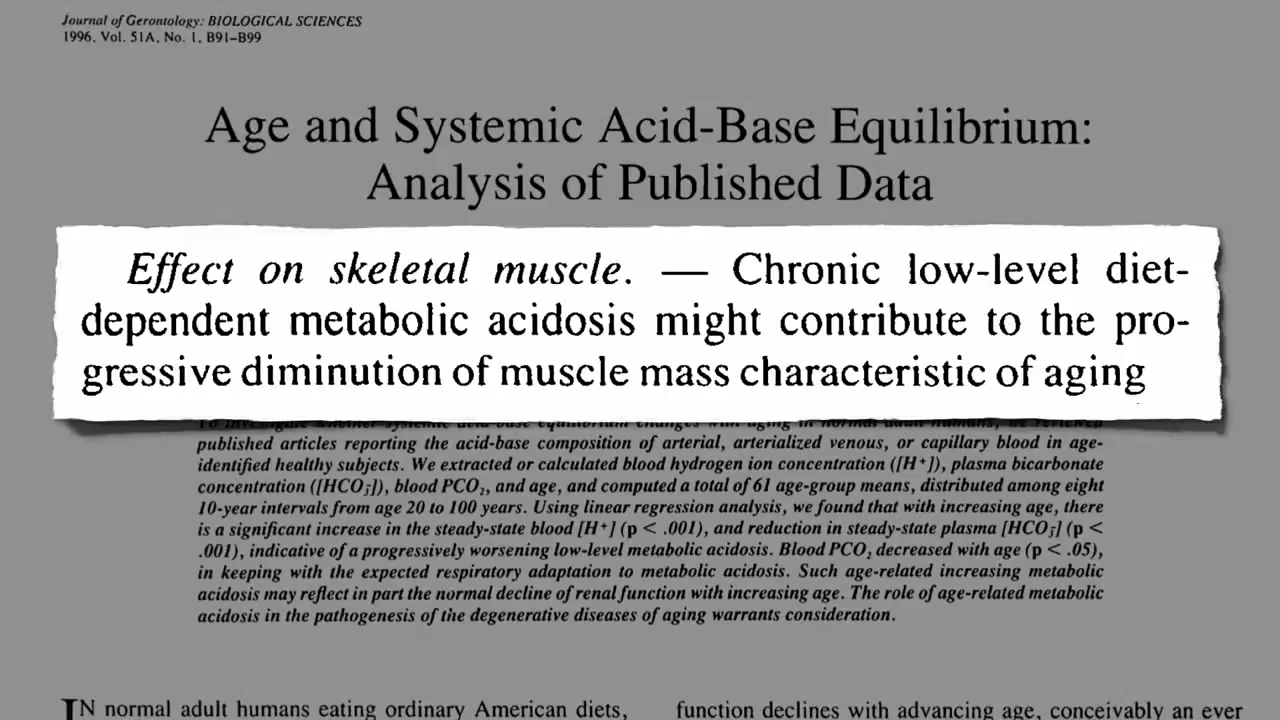 Journal of Gerontology: BIOLOGICAL SCIENCES
1996, Vol. 51A, No. 1, B91–B99
Age and Systemic Acid-Base Equilibrium:
Analysis of Published Data
Effect on skeletal muscle. — Chronic low-level diet-
dependent metabolic acidosis might contribute to the pro-
gressive diminution of muscle mass characteristic of aging
published articles reporting the acid-base composition of arterial, arterialized venous, or capillary blood in age-
identified healthy subjects. We extracted or calculated blood hydrogen ion concentration ([H⁺]), plasma bicarbonate
concentration ([HCO₃⁻]), blood PCO₂, and age, and computed a total of 61 age-group means, distributed among eight
10-year intervals from age 20 to 100 years. Using linear regression analysis, we found that with increasing age, there
is a significant increase in the steady-state blood [H⁺] (p < .001), and reduction in steady-state plasma [HCO₃⁻] (p <
.001), indicative of a progressively worsening low-level metabolic acidosis. Blood PCO₂ decreased with age (p < .05),
in keeping with the expected respiratory adaptation to metabolic acidosis. Such age-related increasing metabolic
acidosis may reflect in part the normal decline of renal function with increasing age. The role of age-related metabolic
acidosis in the pathogenesis of the degenerative diseases of aging warrants consideration.
IN normal adult humans eating ordinary American diets,
function declines with advancing age, conceivably an ever